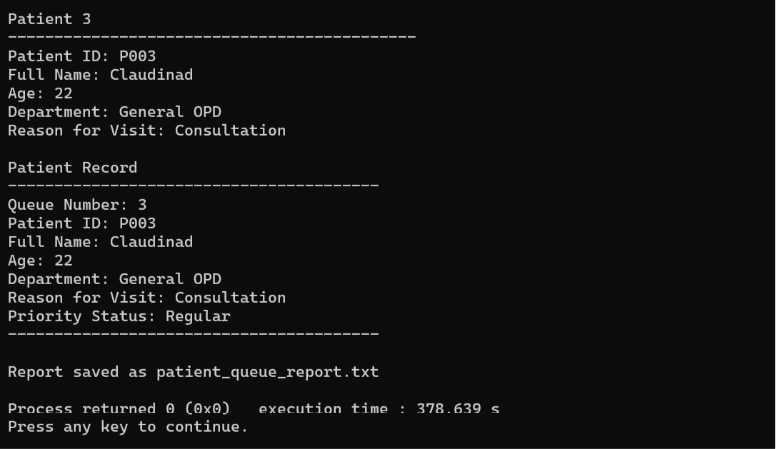 Patient 3
--------------------------------------------
Patient ID: P003
Full Name: Claudinad
Age: 22
Department: General OPD
Reason for Visit: Consultation
Patient Record
----------------------------------------
Queue Number: 3
Patient ID: P003
Full Name: Claudinad
Age: 22
Department: General OPD
Reason for Visit: Consultation
Priority Status: Regular
----------------------------------------
Report saved as patient_queue_report.txt
Process returned 0 (0x0)   execution time : 378.639 s
Press any key to continue.